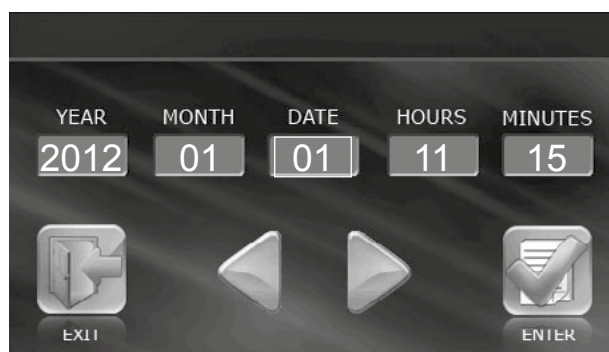 YEAR MONTH DATE HOURS MINUTES
2012 01 01 11 15
EXIT ENTER